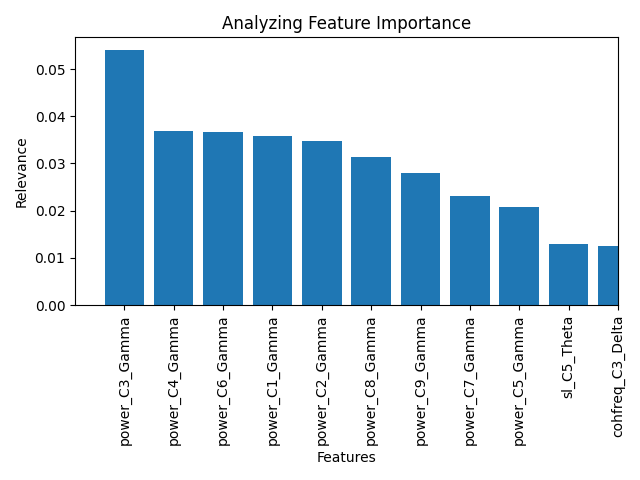 Analyzing Feature Importance
Relevance
0.05
0.04
0.03
0.02
0.01
0.00
power_C3_Gamma
power_C4_Gamma
power_C6_Gamma
power_C1_Gamma
power_C2_Gamma
power_C8_Gamma
power_C9_Gamma
power_C7_Gamma
power_C5_Gamma
sl_C5_Theta
cohfreq_C3_Delta
Features